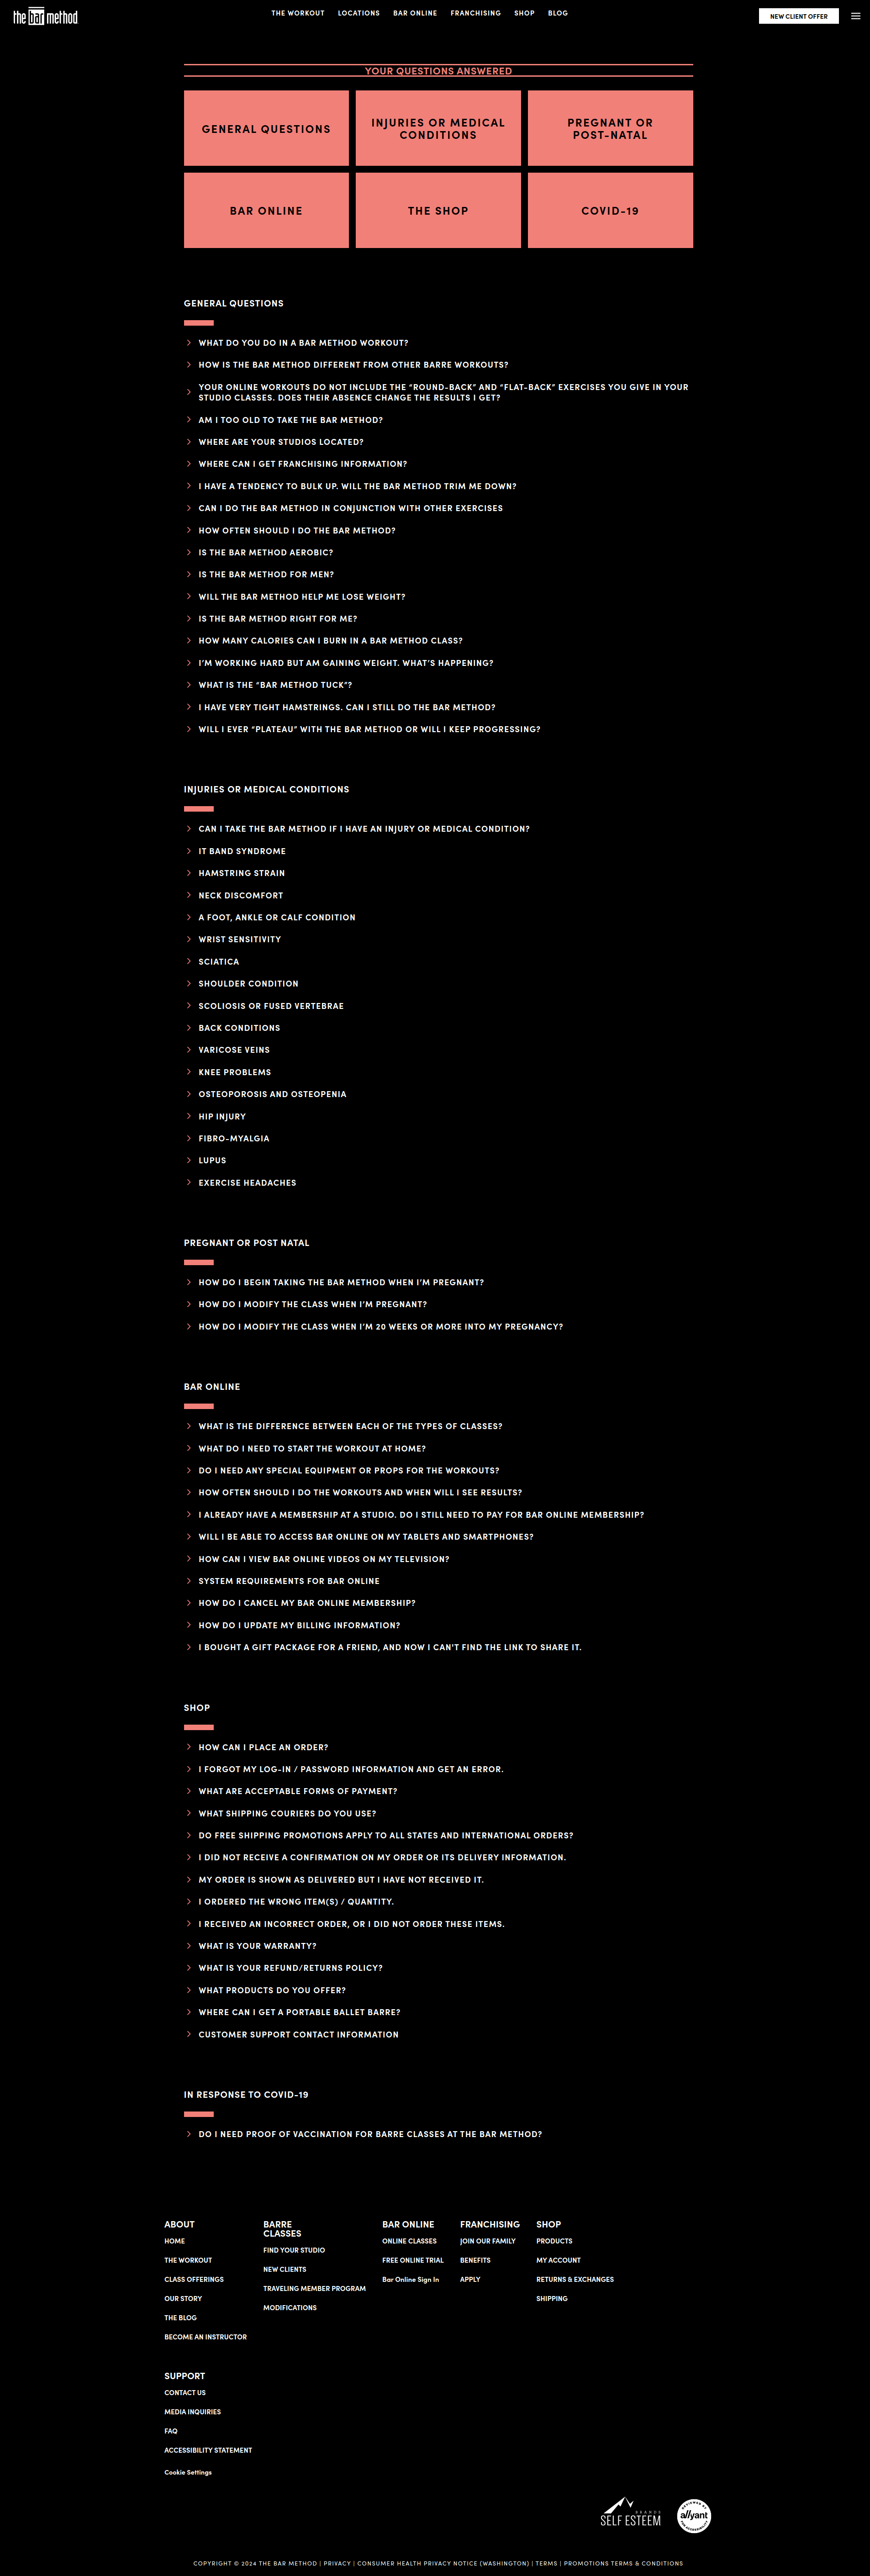 the bar method
THE WORKOUT LOCATIONS BAR ONLINE FRANCHISING SHOP BLOG
NEW CLIENT OFFER
YOUR QUESTIONS ANSWERED
GENERAL QUESTIONS
INJURIES OR MEDICAL
CONDITIONS
PREGNANT OR
POST-NATAL
BAR ONLINE
THE SHOP
COVID-19
GENERAL QUESTIONS
WHAT DO YOU DO IN A BAR METHOD WORKOUT?
HOW IS THE BAR METHOD DIFFERENT FROM OTHER BARRE WORKOUTS?
YOUR ONLINE WORKOUTS DO NOT INCLUDE THE “ROUND-BACK” AND “FLAT-BACK” EXERCISES YOU GIVE IN YOUR
STUDIO CLASSES. DOES THEIR ABSENCE CHANGE THE RESULTS I GET?
AM I TOO OLD TO TAKE THE BAR METHOD?
WHERE ARE YOUR STUDIOS LOCATED?
WHERE CAN I GET FRANCHISING INFORMATION?
I HAVE A TENDENCY TO BULK UP. WILL THE BAR METHOD TRIM ME DOWN?
CAN I DO THE BAR METHOD IN CONJUNCTION WITH OTHER EXERCISES
HOW OFTEN SHOULD I DO THE BAR METHOD?
IS THE BAR METHOD AEROBIC?
IS THE BAR METHOD FOR MEN?
WILL THE BAR METHOD HELP ME LOSE WEIGHT?
IS THE BAR METHOD RIGHT FOR ME?
HOW MANY CALORIES CAN I BURN IN A BAR METHOD CLASS?
I’M WORKING HARD BUT AM GAINING WEIGHT. WHAT’S HAPPENING?
WHAT IS THE “BAR METHOD TUCK”?
I HAVE VERY TIGHT HAMSTRINGS. CAN I STILL DO THE BAR METHOD?
WILL I EVER “PLATEAU” WITH THE BAR METHOD OR WILL I KEEP PROGRESSING?
INJURIES OR MEDICAL CONDITIONS
CAN I TAKE THE BAR METHOD IF I HAVE AN INJURY OR MEDICAL CONDITION?
IT BAND SYNDROME
HAMSTRING STRAIN
NECK DISCOMFORT
A FOOT, ANKLE OR CALF CONDITION
WRIST SENSITIVITY
SCIATICA
SHOULDER CONDITION
SCOLIOSIS OR FUSED VERTEBRAE
BACK CONDITIONS
VARICOSE VEINS
KNEE PROBLEMS
OSTEOPOROSIS AND OSTEOPENIA
HIP INJURY
FIBRO-MYALGIA
LUPUS
EXERCISE HEADACHES
PREGNANT OR POST NATAL
HOW DO I BEGIN TAKING THE BAR METHOD WHEN I’M PREGNANT?
HOW DO I MODIFY THE CLASS WHEN I’M PREGNANT?
HOW DO I MODIFY THE CLASS WHEN I’M 20 WEEKS OR MORE INTO MY PREGNANCY?
BAR ONLINE
WHAT IS THE DIFFERENCE BETWEEN EACH OF THE TYPES OF CLASSES?
WHAT DO I NEED TO START THE WORKOUT AT HOME?
DO I NEED ANY SPECIAL EQUIPMENT OR PROPS FOR THE WORKOUTS?
HOW OFTEN SHOULD I DO THE WORKOUTS AND WHEN WILL I SEE RESULTS?
I ALREADY HAVE A MEMBERSHIP AT A STUDIO. DO I STILL NEED TO PAY FOR BAR ONLINE MEMBERSHIP?
WILL I BE ABLE TO ACCESS BAR ONLINE ON MY TABLETS AND SMARTPHONES?
HOW CAN I VIEW BAR ONLINE VIDEOS ON MY TELEVISION?
SYSTEM REQUIREMENTS FOR BAR ONLINE
HOW DO I CANCEL MY BAR ONLINE MEMBERSHIP?
HOW DO I UPDATE MY BILLING INFORMATION?
I BOUGHT A GIFT PACKAGE FOR A FRIEND, AND NOW I CAN’T FIND THE LINK TO SHARE IT.
SHOP
HOW CAN I PLACE AN ORDER?
I FORGOT MY LOG-IN / PASSWORD INFORMATION AND GET AN ERROR.
WHAT ARE ACCEPTABLE FORMS OF PAYMENT?
WHAT SHIPPING COURIERS DO YOU USE?
DO FREE SHIPPING PROMOTIONS APPLY TO ALL STATES AND INTERNATIONAL ORDERS?
I DID NOT RECEIVE A CONFIRMATION ON MY ORDER OR ITS DELIVERY INFORMATION.
MY ORDER IS SHOWN AS DELIVERED BUT I HAVE NOT RECEIVED IT.
I ORDERED THE WRONG ITEM(S) / QUANTITY.
I RECEIVED AN INCORRECT ORDER, OR I DID NOT ORDER THESE ITEMS.
WHAT IS YOUR WARRANTY?
WHAT IS YOUR REFUND/RETURNS POLICY?
WHAT PRODUCTS DO YOU OFFER?
WHERE CAN I GET A PORTABLE BALLET BARRE?
CUSTOMER SUPPORT CONTACT INFORMATION
IN RESPONSE TO COVID-19
DO I NEED PROOF OF VACCINATION FOR BARRE CLASSES AT THE BAR METHOD?
ABOUT
HOME
THE WORKOUT
CLASS OFFERINGS
OUR STORY
THE BLOG
BECOME AN INSTRUCTOR
BARRE
CLASSES
FIND YOUR STUDIO
NEW CLIENTS
TRAVELING MEMBER PROGRAM
MODIFICATIONS
BAR ONLINE
ONLINE CLASSES
FREE ONLINE TRIAL
Bar Online Sign In
FRANCHISING
JOIN OUR FAMILY
BENEFITS
APPLY
SHOP
PRODUCTS
MY ACCOUNT
RETURNS & EXCHANGES
SHIPPING
SUPPORT
CONTACT US
MEDIA INQUIRIES
FAQ
ACCESSIBILITY STATEMENT
Cookie Settings
BRANDS
SELF ESTEEM
REVIEWED BY
allyant
FOR ACCESSIBILITY
COPYRIGHT © 2024 THE BAR METHOD | PRIVACY | CONSUMER HEALTH PRIVACY NOTICE (WASHINGTON) | TERMS | PROMOTIONS TERMS & CONDITIONS